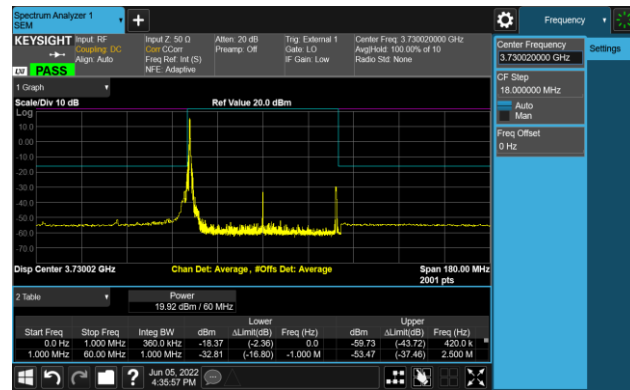 Spectrum Analyzer 1
SEM
Frequency
KEYSIGHT
Input: RF
Coupling: DC
Align: Auto
Input Z: 50 Ω
Corr CCorr
Freq Ref: Int (S)
NFE: Adaptive
Atten: 20 dB
Preamp: Off
Trig: External 1
Gate: LO
IF Gain: Low
Center Freq: 3.730020000 GHz
Avg|Hold: 100.00% of 10
Radio Std: None
LXI
PASS
Center Frequency
3.730020000 GHz
Settings
CF Step
18.000000 MHz
Auto
Man
Freq Offset
0 Hz
1 Graph
Scale/Div 10 dB
Ref Value 20.0 dBm
Log
10.0
0.00
-10.0
-20.0
-30.0
-40.0
-50.0
-60.0
-70.0
Disp Center 3.73002 GHz
Chan Det: Average , #Offs Det: Average
Span 180.00 MHz
2001 pts
2 Table
Power
19.92 dBm / 60 MHz
Lower
Upper
Start Freq Stop Freq Integ BW dBm ΔLimit(dB) Freq (Hz) dBm ΔLimit(dB) Freq (Hz)
0.0 Hz 1.000 MHz 360.0 kHz -18.37 (-2.36) 0.0 -59.73 (-43.72) 420.0 k
1.000 MHz 60.00 MHz 1.000 MHz -32.81 (-16.80) -1.000 M -53.47 (-37.46) 2.500 M
?
Jun 05, 2022
4:35:57 PM